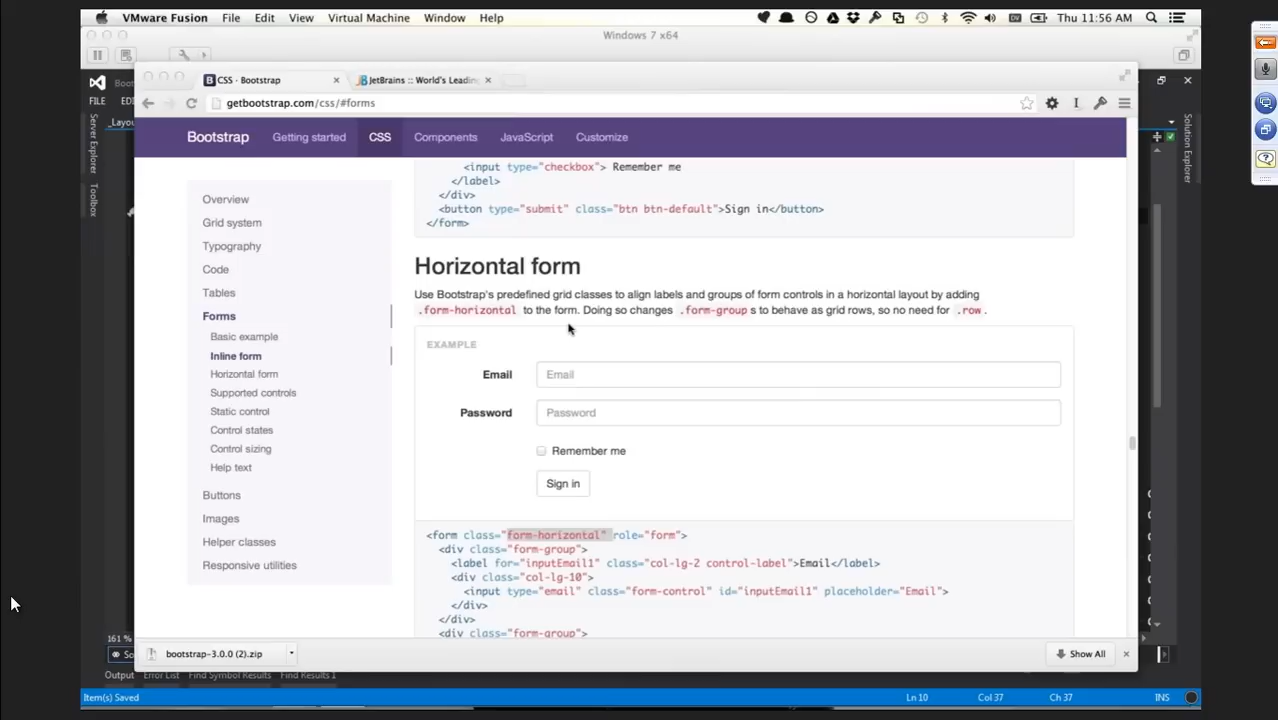 VMware Fusion File Edit View Virtual Machine Window Help Thu 11:56 AM
Windows 7 x64
CSS · Bootstrap
JetBrains :: World's Leadin
FILE
getbootstrap.com/css/#forms
Server Explorer
Toolbox
Solution Explorer
Bootstrap Getting started CSS Components JavaScript Customize
Overview
Grid system
Typography
Code
Tables
Forms
Basic example
Inline form
Horizontal form
Supported controls
Static control
Control states
Control sizing
Help text
Buttons
Images
Helper classes
Responsive utilities
<input type="checkbox"> Remember me
</label>
</div>
<button type="submit" class="btn btn-default">Sign in</button>
</form>
Horizontal form
Use Bootstrap's predefined grid classes to align labels and groups of form controls in a horizontal layout by adding
.form-horizontal to the form. Doing so changes .form-group s to behave as grid rows, so no need for .row .
EXAMPLE
Email Email
Password Password
Remember me
Sign in
<form class="form-horizontal" role="form">
<div class="form-group">
<label for="inputEmail1" class="col-lg-2 control-label">Email</label>
<div class="col-lg-10">
<input type="email" class="form-control" id="inputEmail1" placeholder="Email">
</div>
</div>
<div class="form-group">
161 %
bootstrap-3.0.0 (2).zip Show All
Output Error List Find Symbol Results Find Results 1
Item(s) Saved Ln 10 Col 37 Ch 37 INS